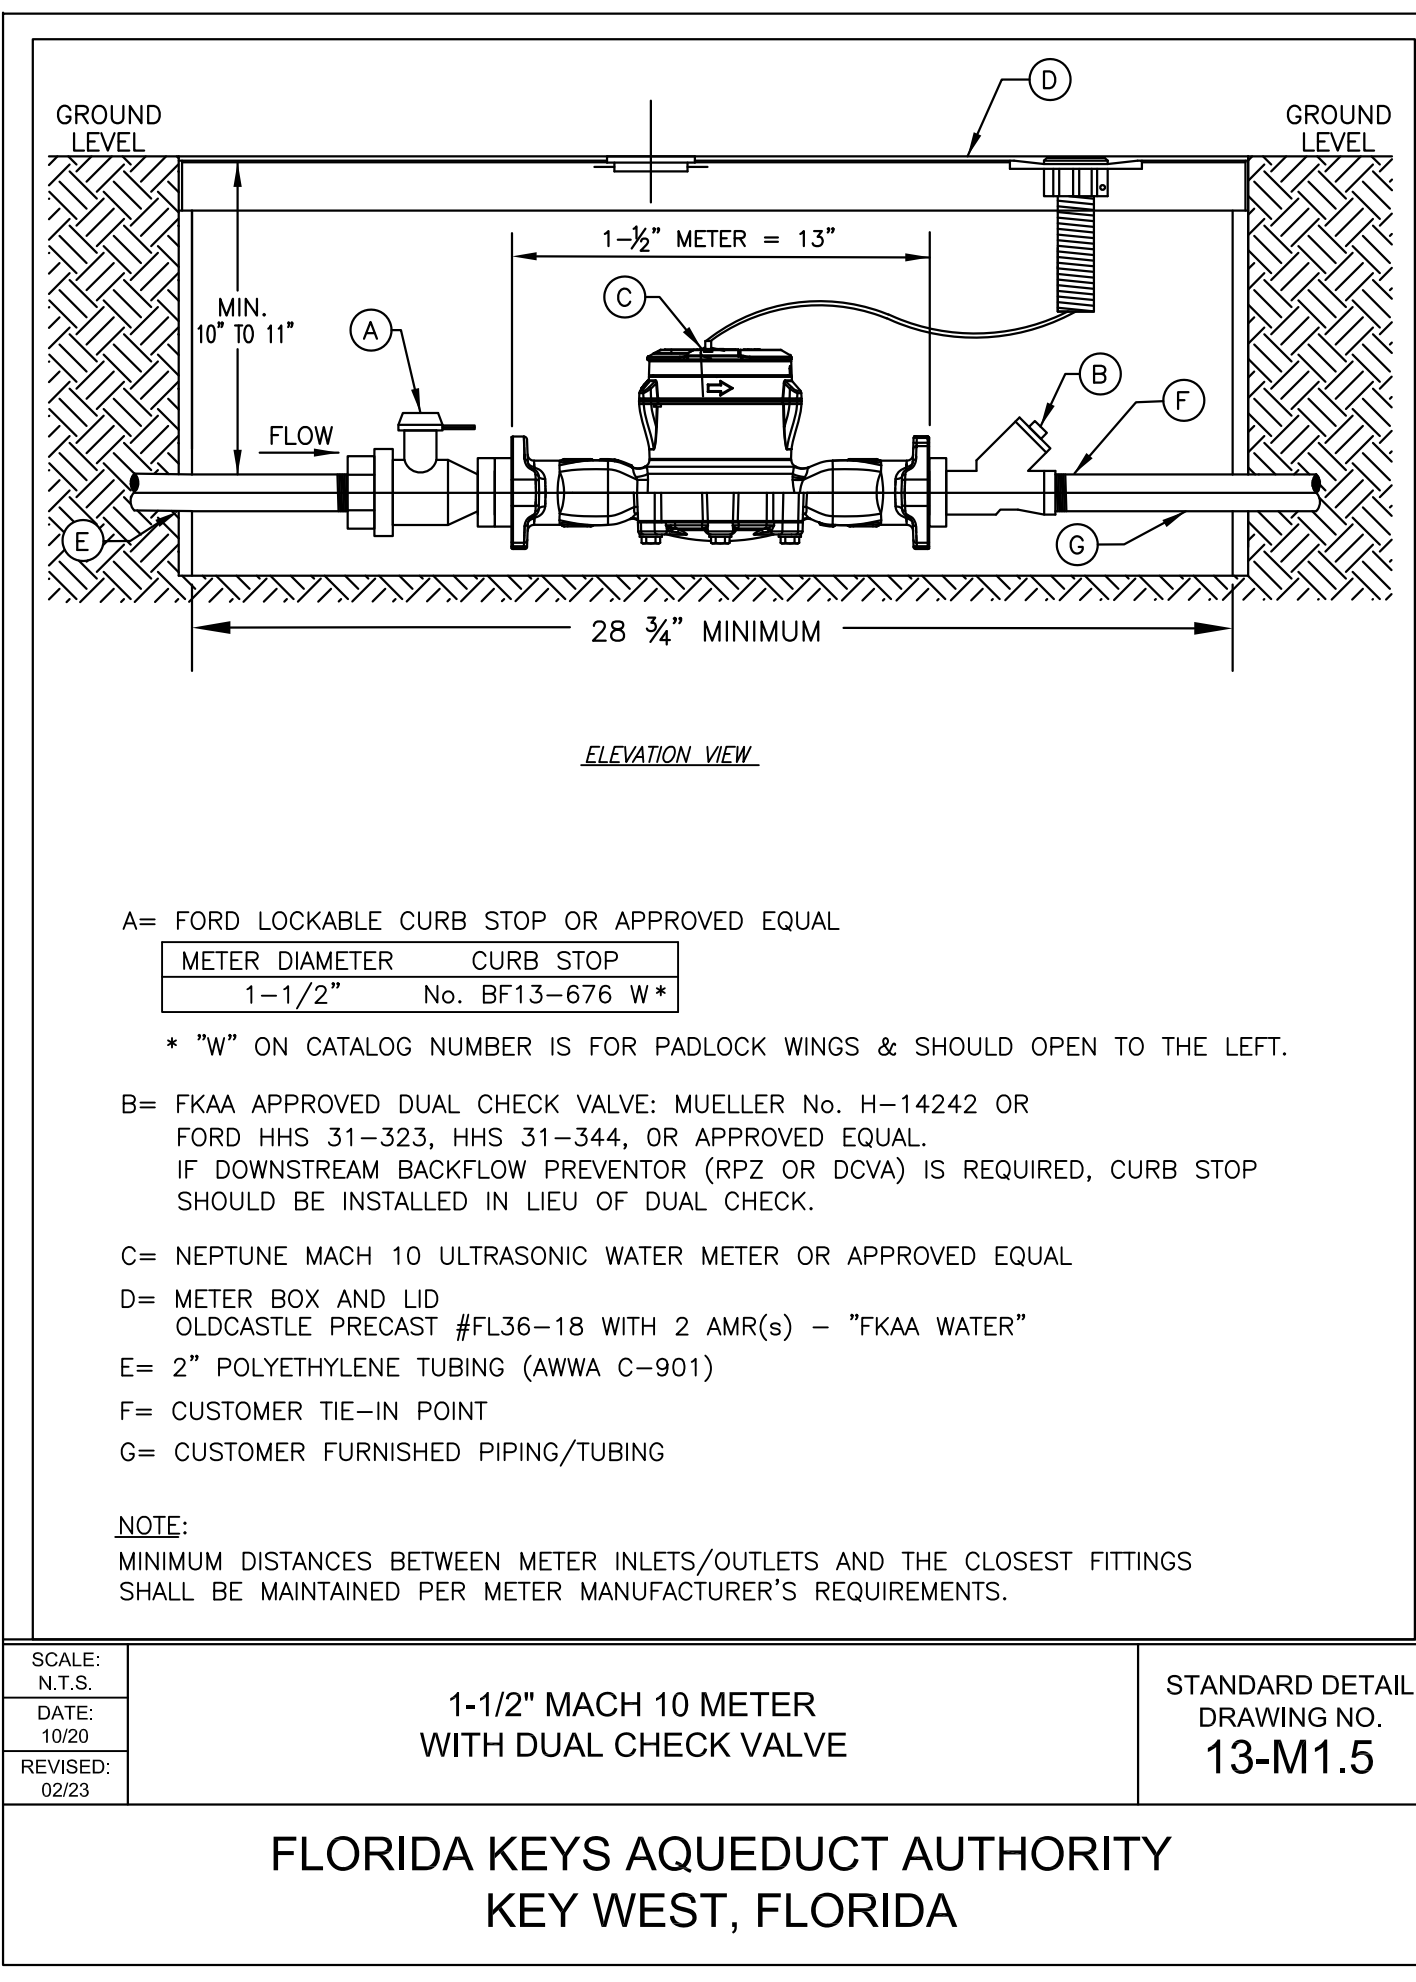 D
GROUND
LEVEL
GROUND
LEVEL
1-½" METER = 13"
C
MIN.
10" TO 11"
A
B
F
FLOW
E
G
28 ¾" MINIMUM
ELEVATION VIEW
A= FORD LOCKABLE CURB STOP OR APPROVED EQUAL
METER DIAMETER CURB STOP
1-1/2" No. BF13-676 W*
* "W" ON CATALOG NUMBER IS FOR PADLOCK WINGS & SHOULD OPEN TO THE LEFT.
B= FKAA APPROVED DUAL CHECK VALVE: MUELLER No. H-14242 OR
FORD HHS 31-323, HHS 31-344, OR APPROVED EQUAL.
IF DOWNSTREAM BACKFLOW PREVENTOR (RPZ OR DCVA) IS REQUIRED, CURB STOP
SHOULD BE INSTALLED IN LIEU OF DUAL CHECK.
C= NEPTUNE MACH 10 ULTRASONIC WATER METER OR APPROVED EQUAL
D= METER BOX AND LID
OLDCASTLE PRECAST #FL36-18 WITH 2 AMR(s) - "FKAA WATER"
E= 2" POLYETHYLENE TUBING (AWWA C-901)
F= CUSTOMER TIE-IN POINT
G= CUSTOMER FURNISHED PIPING/TUBING
NOTE:
MINIMUM DISTANCES BETWEEN METER INLETS/OUTLETS AND THE CLOSEST FITTINGS
SHALL BE MAINTAINED PER METER MANUFACTURER'S REQUIREMENTS.
SCALE:
N.T.S.
DATE:
10/20
REVISED:
02/23
1-1/2" MACH 10 METER
WITH DUAL CHECK VALVE
STANDARD DETAIL
DRAWING NO.
13-M1.5
FLORIDA KEYS AQUEDUCT AUTHORITY
KEY WEST, FLORIDA